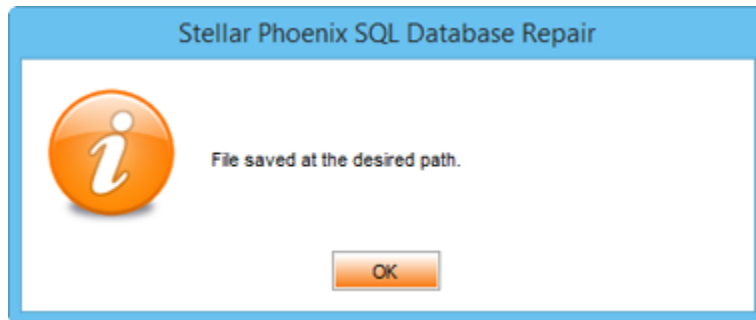 Stellar Phoenix SQL Database Repair
File saved at the desired path.
OK